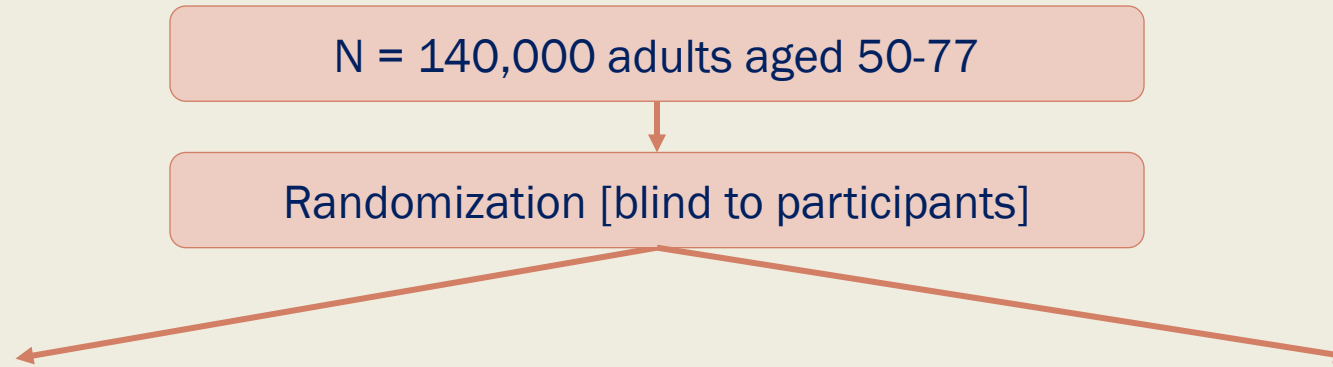 N = 140,000 adults aged 50-77
Randomization [blind to participants]